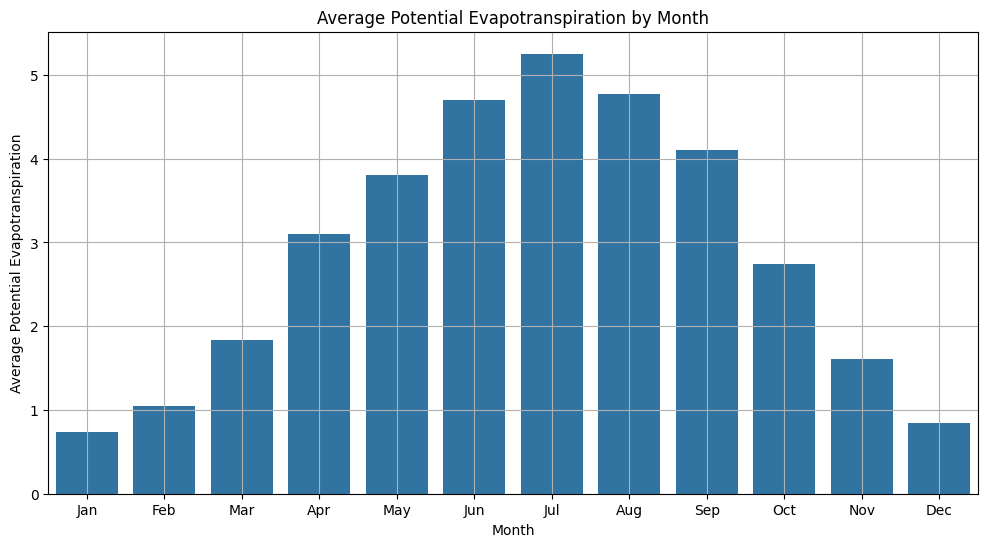 Average Potential Evapotranspiration by Month
Average Potential Evapotranspiration
5
4
3
2
1
0
Jan Feb Mar Apr May Jun Jul Aug Sep Oct Nov Dec
Month